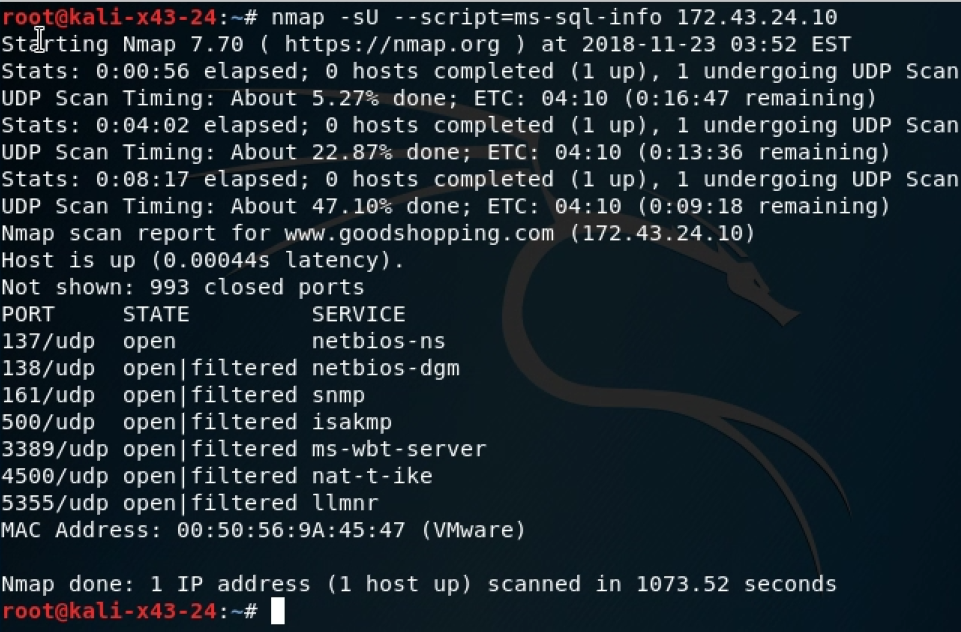 root@kali-x43-24:~# nmap -sU --script=ms-sql-info 172.43.24.10
Starting Nmap 7.70 ( https://nmap.org ) at 2018-11-23 03:52 EST
Stats: 0:00:56 elapsed; 0 hosts completed (1 up), 1 undergoing UDP Scan
UDP Scan Timing: About 5.27% done; ETC: 04:10 (0:16:47 remaining)
Stats: 0:04:02 elapsed; 0 hosts completed (1 up), 1 undergoing UDP Scan
UDP Scan Timing: About 22.87% done; ETC: 04:10 (0:13:36 remaining)
Stats: 0:08:17 elapsed; 0 hosts completed (1 up), 1 undergoing UDP Scan
UDP Scan Timing: About 47.10% done; ETC: 04:10 (0:09:18 remaining)
Nmap scan report for www.goodshopping.com (172.43.24.10)
Host is up (0.00044s latency).
Not shown: 993 closed ports
PORT     STATE         SERVICE
137/udp  open          netbios-ns
138/udp  open|filtered netbios-dgm
161/udp  open|filtered snmp
500/udp  open|filtered isakmp
3389/udp open|filtered ms-wbt-server
4500/udp open|filtered nat-t-ike
5355/udp open|filtered llmnr
MAC Address: 00:50:56:9A:45:47 (VMware)

Nmap done: 1 IP address (1 host up) scanned in 1073.52 seconds
root@kali-x43-24:~#